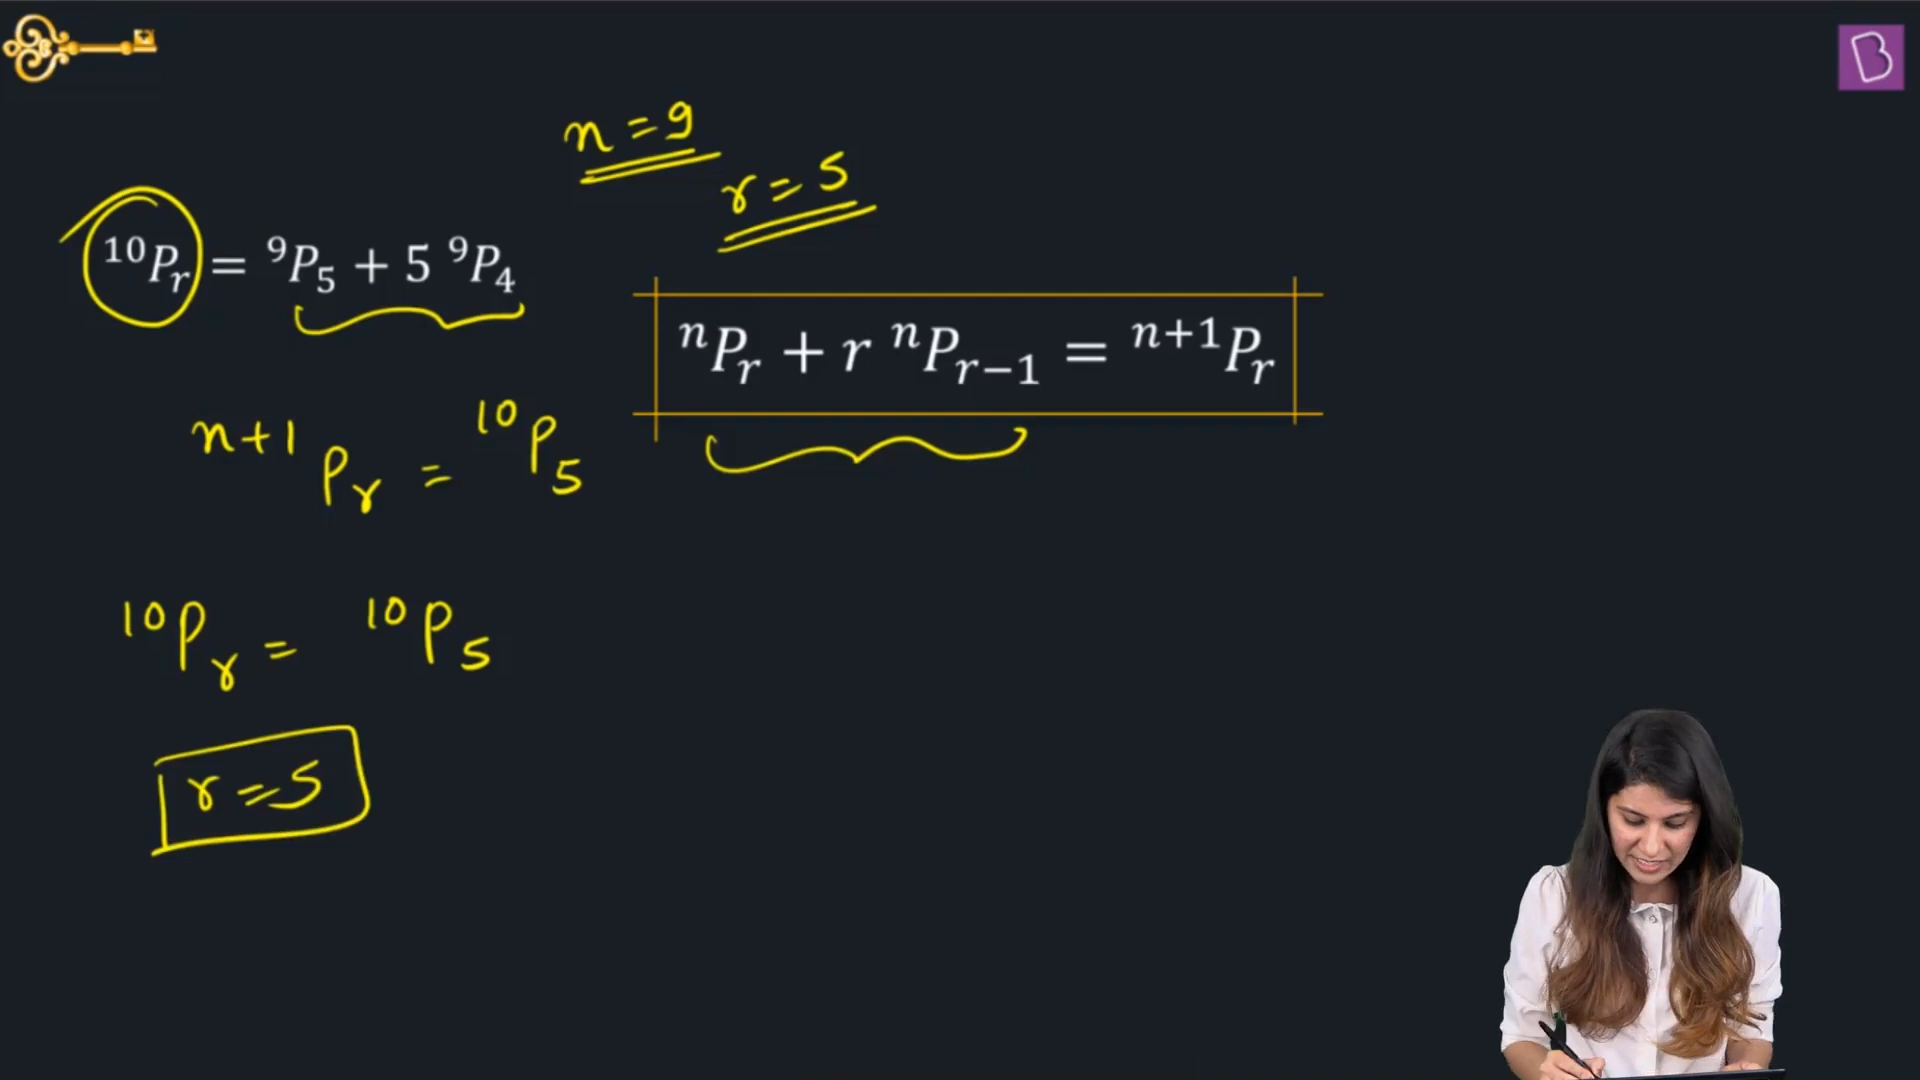 n = 9
r = 5
¹⁰Pᵣ = ⁹P₅ + 5 ⁹P₄
ⁿPᵣ + r ⁿPᵣ₋₁ = ⁿ⁺¹Pᵣ
ⁿ⁺¹Pᵣ = ¹⁰P₅
¹⁰Pᵣ = ¹⁰P₅
r = 5
B